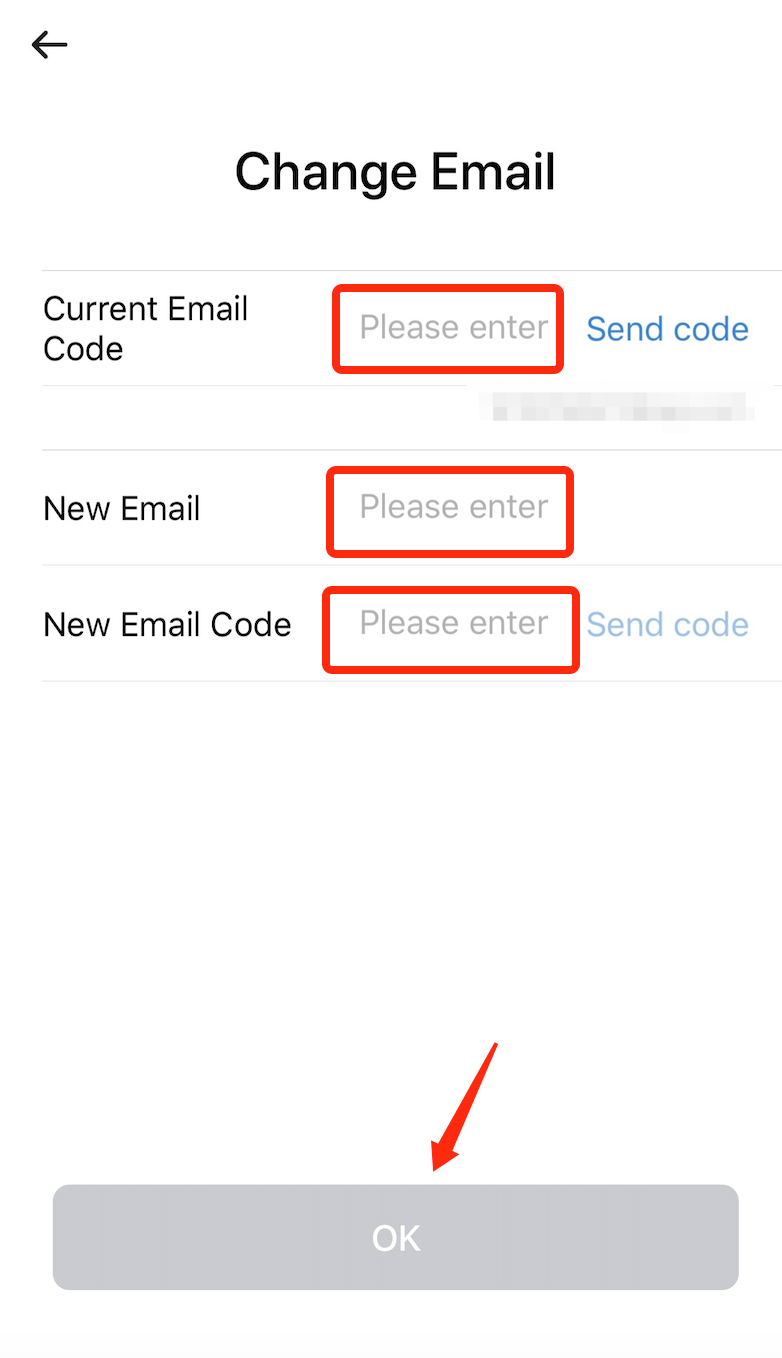 Change Email
Current Email
Code
Please enter
Send code
New Email
Please enter
New Email Code
Please enter
Send code
OK